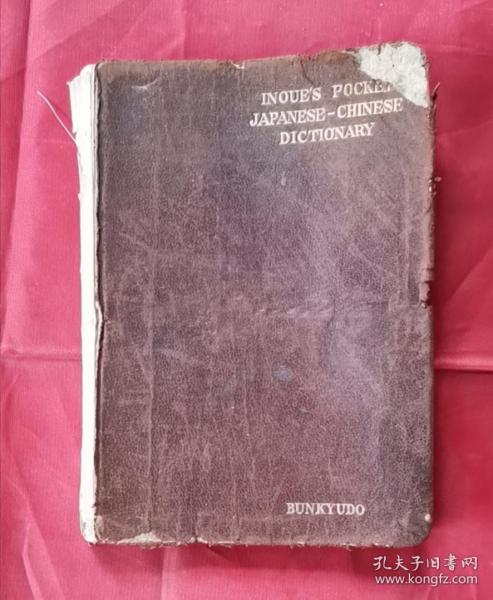 INOUE'S POCKE
JAPANESE-CHINESE
DICTIONARY
BUNKYUDO
孔夫子旧书网
www.kongfz.com